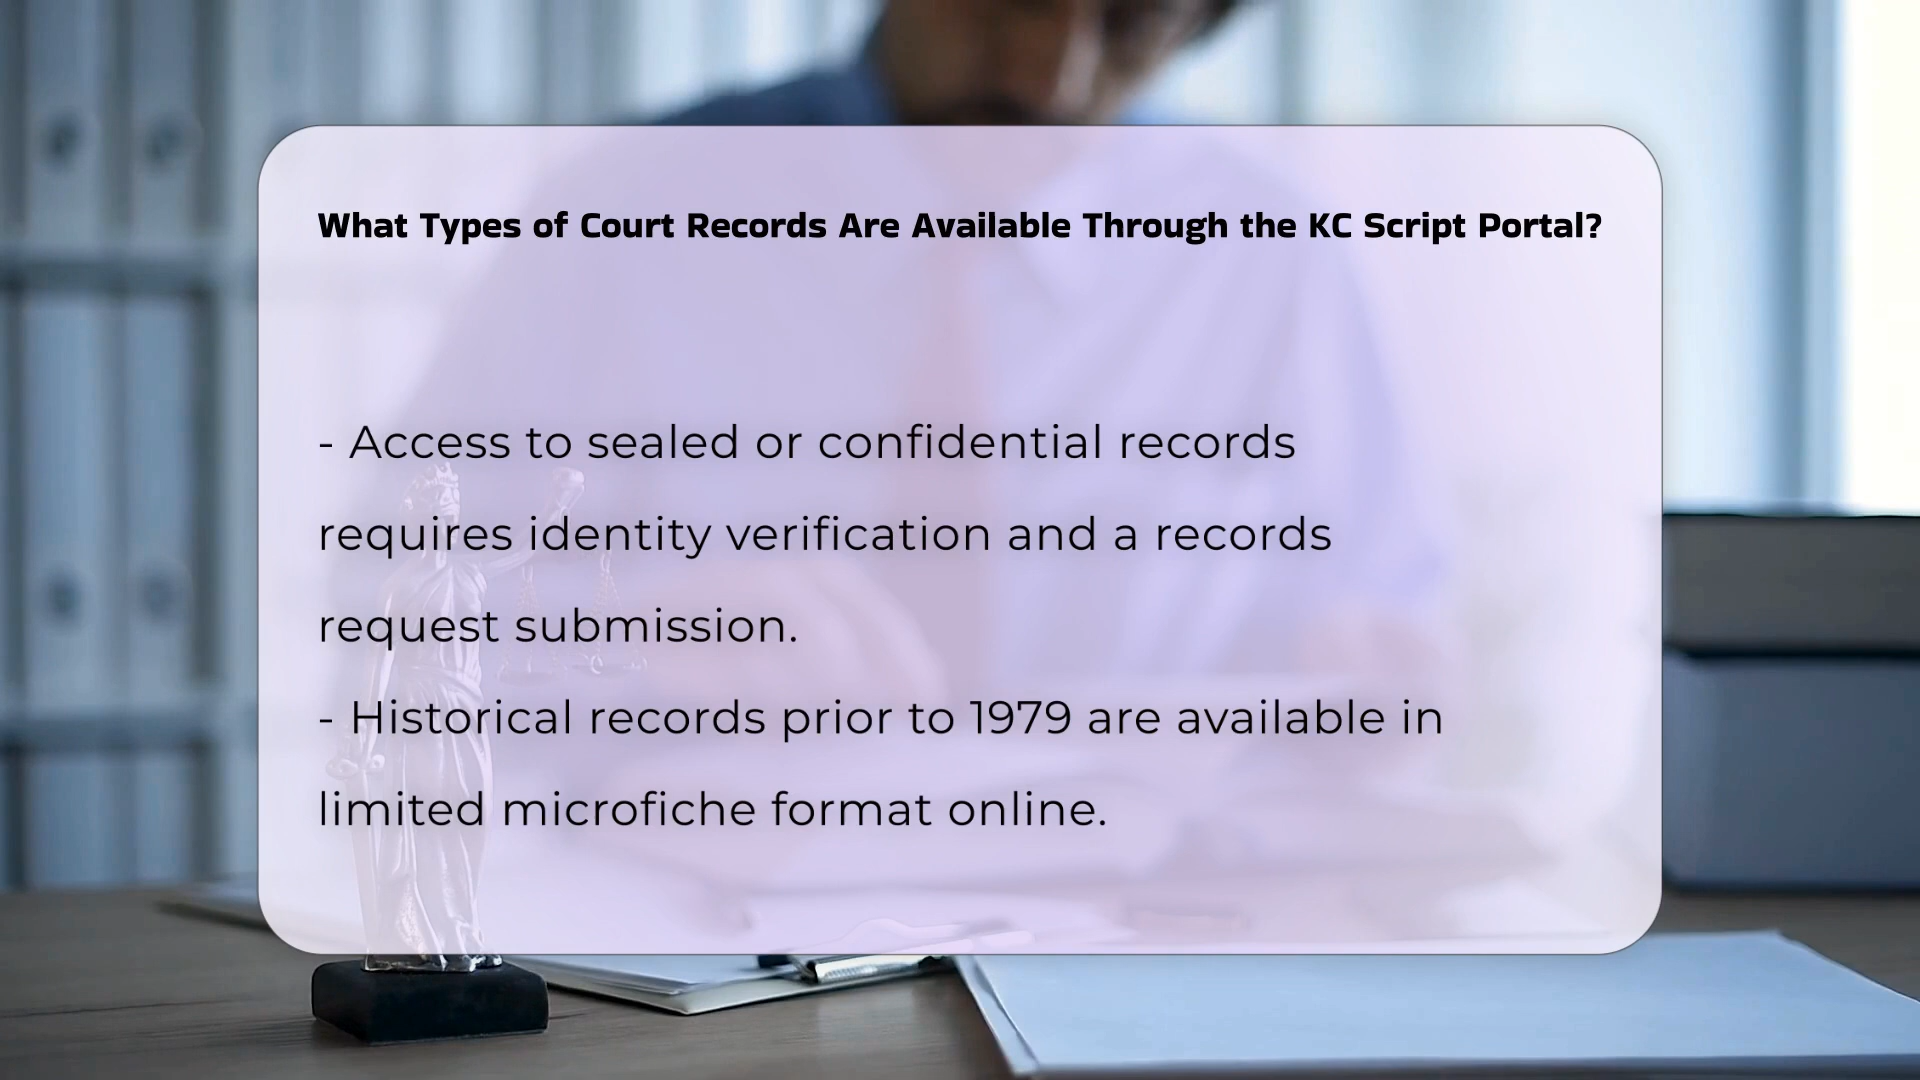 What Types of Court Records Are Available Through the KC Script Portal?
- Access to sealed or confidential records
requires identity verification and a records
request submission.
- Historical records prior to 1979 are available in
limited microfiche format online.